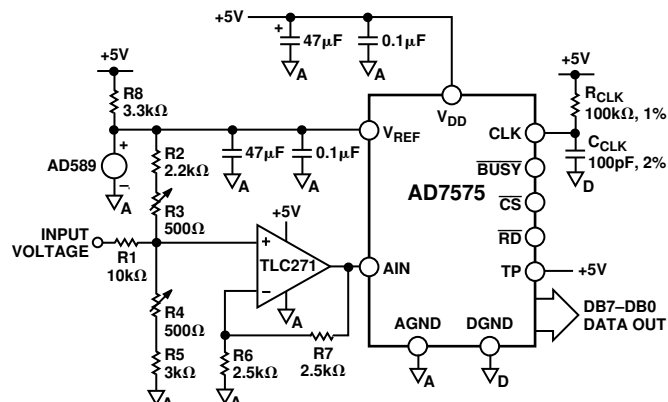 +5V
+
47µF
0.1µF
A
A
+5V
R8
3.3kΩ
+
AD589
–
A
R2
2.2kΩ
R3
500Ω
47µF
0.1µF
A
A
INPUT
VOLTAGE
R1
10kΩ
R4
500Ω
R5
3kΩ
A
+5V
+
TLC271
–
A
R6
2.5kΩ
A
R7
2.5kΩ
VREF
VDD
AIN
AD7575
CLK
BUSY
CS
RD
TP
AGND
DGND
A
D
+5V
RCLK
100kΩ, 1%
CCLK
100pF, 2%
D
+5V
DB7–DB0
DATA OUT